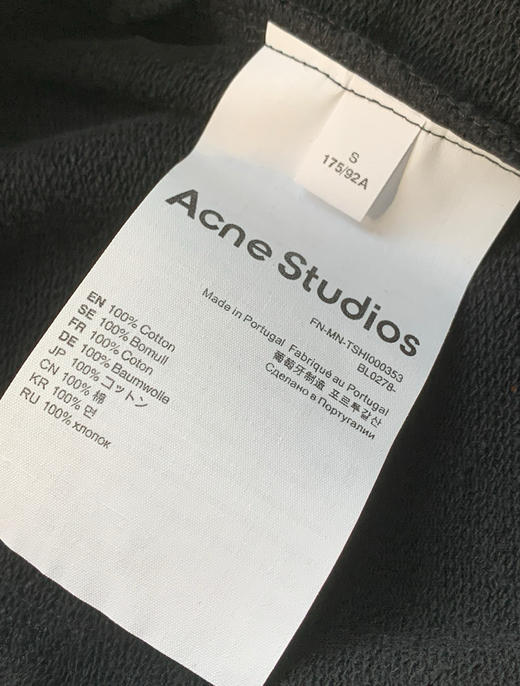 S
175/92A
Acne Studios
FN-MN-TSHI000353
BL0278-
Made in Portugal Fabriqué au Portugal
葡萄牙制造 포르투갈산
Сделано в Португалии
EN 100% Cotton
SE 100% Bomull
FR 100% Coton
DE 100% Baumwolle
JP 100% コットン
CN 100% 棉
KR 100% 면
RU 100% хлопок